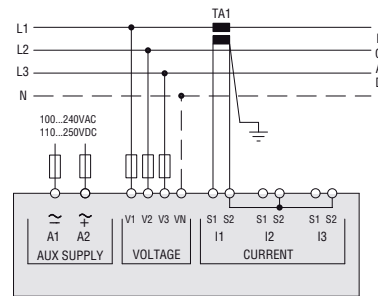 TA1
L1
L2
L3
N
100...240VAC
110...250VDC
V1 V2 V3 VN
S1 S2 S1 S2 S1 S2
A1 A2
I1 I2 I3
AUX SUPPLY VOLTAGE CURRENT